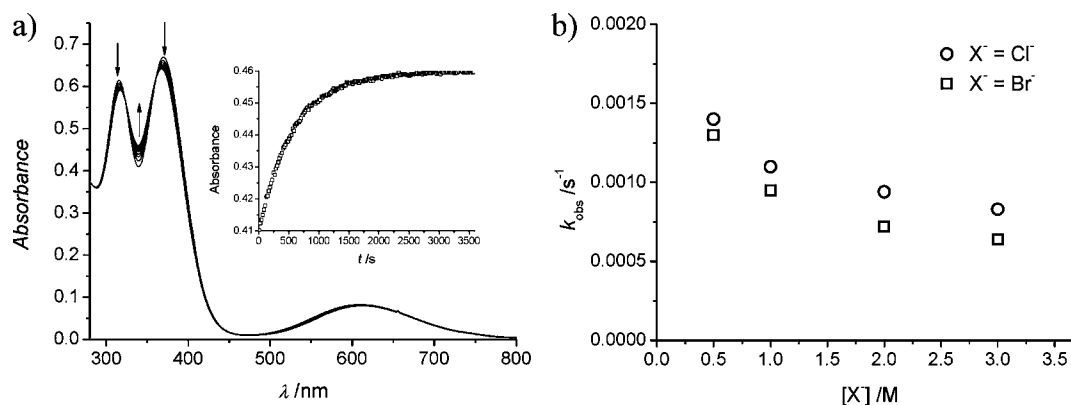 a)
Absorbance
0.7
0.6
0.5
0.4
0.3
0.2
0.1
0.0
300 400 500 600 700 800
λ /nm
Absorbance
0.46
0.45
0.44
0.43
0.42
0.41
0 500 1000 1500 2000 2500 3000 3500
t /s
b)
kobs /s⁻¹
0.0020
0.0015
0.0010
0.0005
0.0000
0.0 0.5 1.0 1.5 2.0 2.5 3.0 3.5
[X⁻] /M
X⁻ = Cl⁻
X⁻ = Br⁻